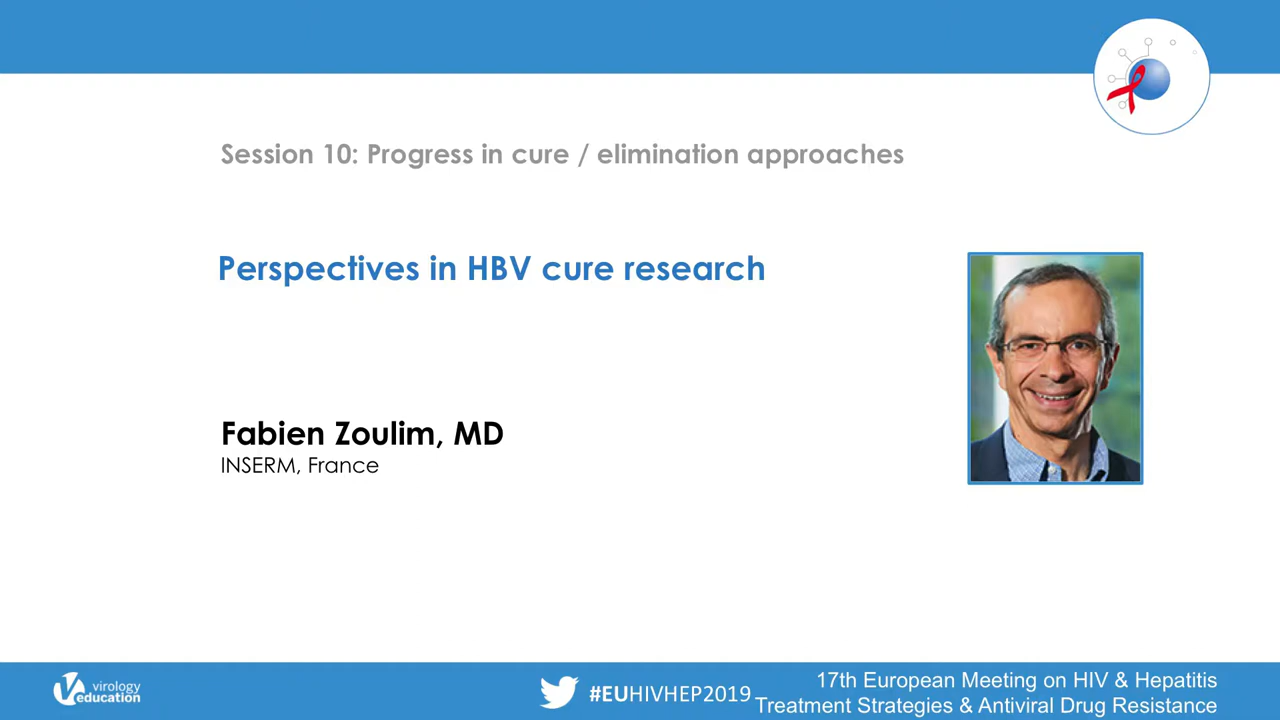 Session 10: Progress in cure / elimination approaches
Perspectives in HBV cure research
Fabien Zoulim, MD
INSERM, France
virology
education
#EUHIVHEP2019
17th European Meeting on HIV & Hepatitis
Treatment Strategies & Antiviral Drug Resistance